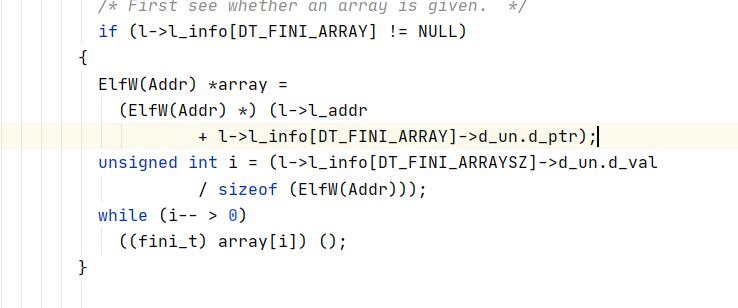 /* First see whether an array is given.  */
if (l->l_info[DT_FINI_ARRAY] != NULL)
{
ElfW(Addr) *array =
(ElfW(Addr) *) (l->l_addr
+ l->l_info[DT_FINI_ARRAY]->d_un.d_ptr);
unsigned int i = (l->l_info[DT_FINI_ARRAYSZ]->d_un.d_val
/ sizeof (ElfW(Addr)));
while (i-- > 0)
((fini_t) array[i]) ();
}